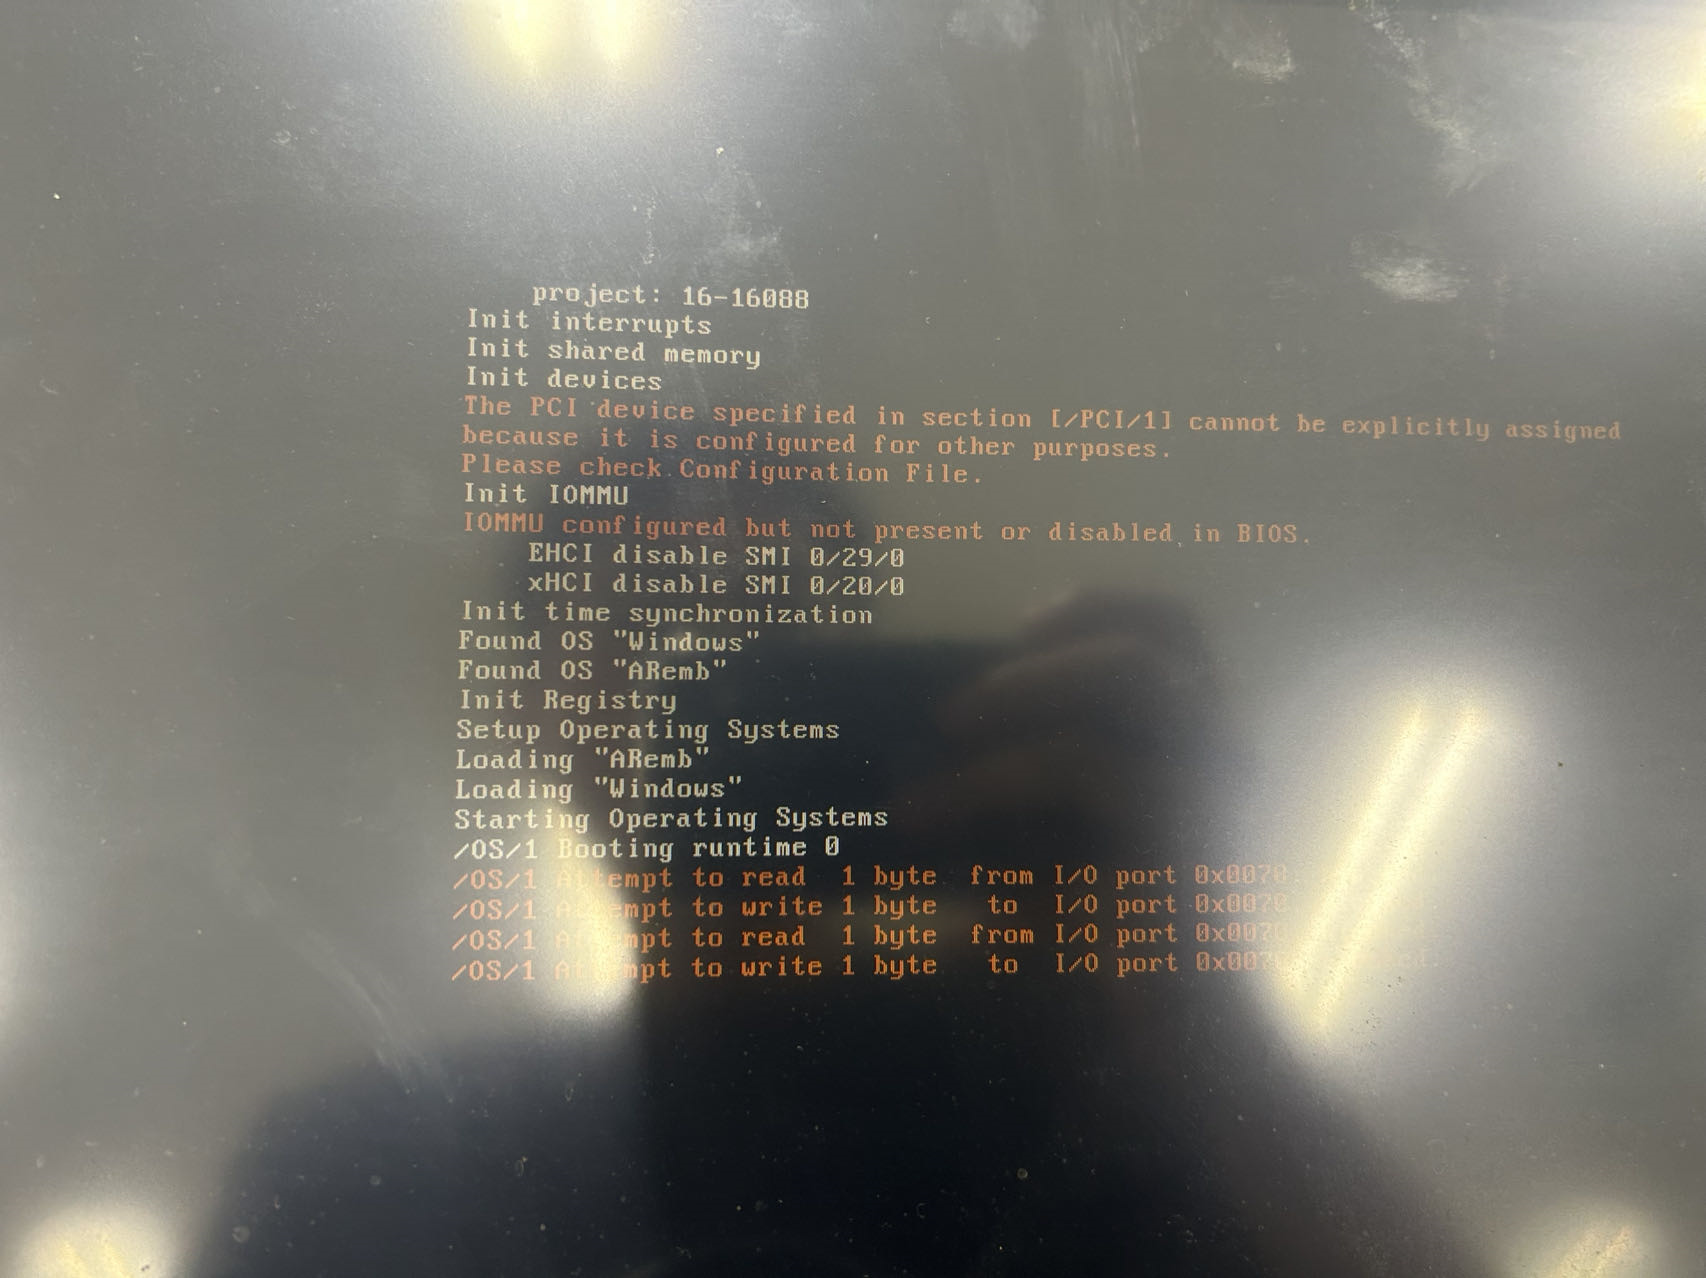 project: 16-16088
Init interrupts
Init shared memory
Init devices
The PCI device specified in section [/PCI/1] cannot be explicitly assigned
because it is configured for other purposes.
Please check Configuration File.
Init IOMMU
IOMMU configured but not present or disabled in BIOS.
EHCI disable SMI 0/29/0
xHCI disable SMI 0/20/0
Init time synchronization
Found OS "Windows"
Found OS "ARemb"
Init Registry
Setup Operating Systems
Loading "ARemb"
Loading "Windows"
Starting Operating Systems
/OS/1 Booting runtime 0
/OS/1 Attempt to read 1 byte from I/O port 0x0070
/OS/1 Attempt to write 1 byte to I/O port 0x0070
/OS/1 Attempt to read 1 byte from I/O port 0x0070
/OS/1 Attempt to write 1 byte to I/O port 0x0070